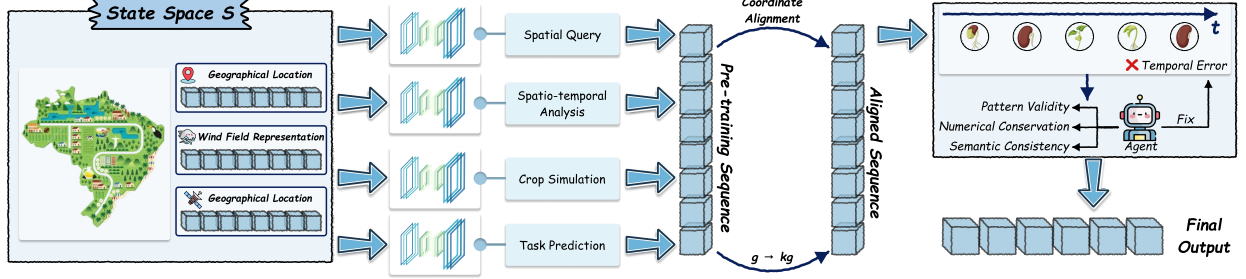 State Space S
Geographical Location
Wind Field Representation
Geographical Location
Spatial Query
Spatio-temporal
Analysis
Crop Simulation
Task Prediction
Pre-training Sequence
Coordinate
Alignment
g → kg
Aligned Sequence
t
❌ Temporal Error
Pattern Validity
Numerical Conservation
Semantic Consistency
Agent
Fix
Final
Output